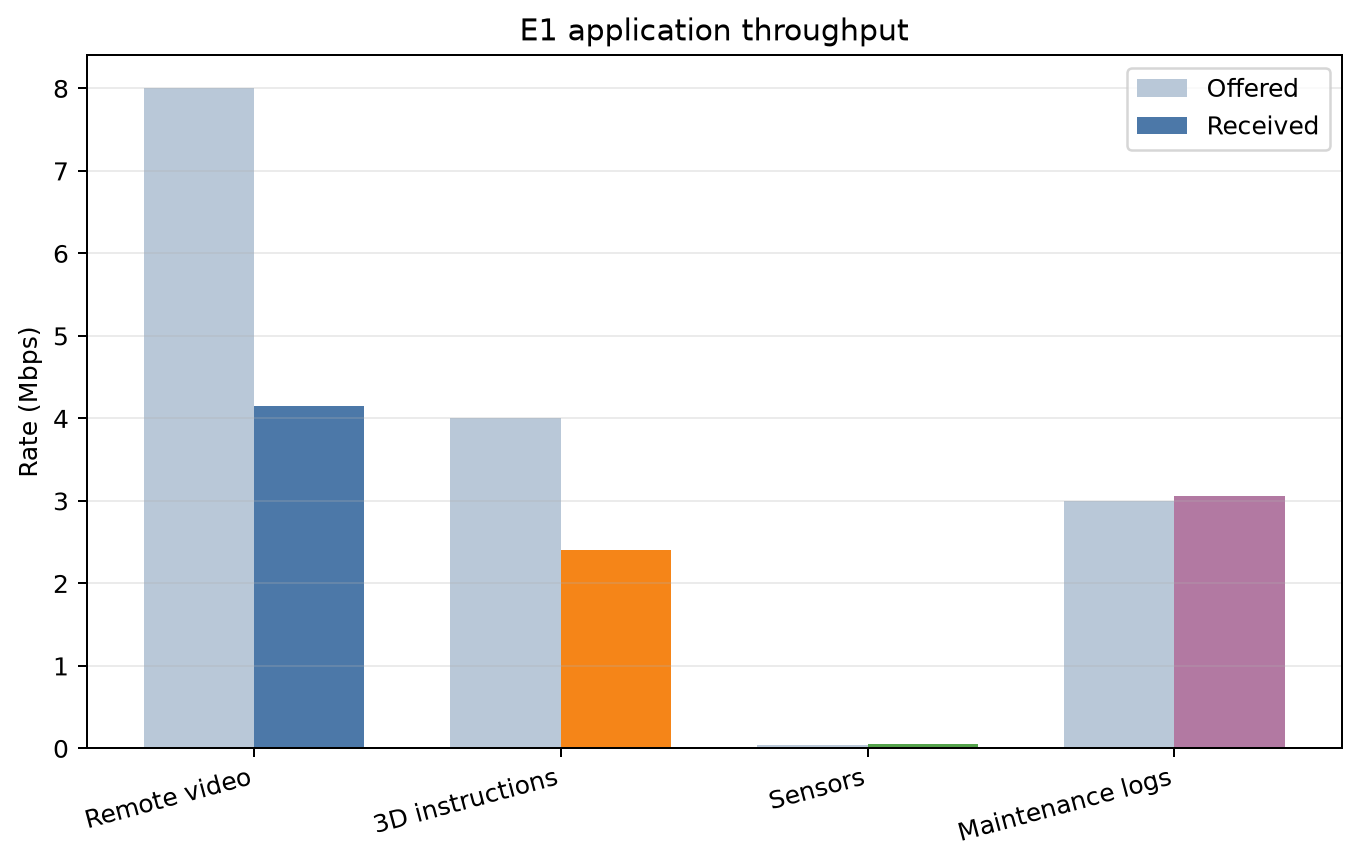 E1 application throughput
Offered
Received
Rate (Mbps)
8
7
6
5
4
3
2
1
0
Remote video
3D instructions
Sensors
Maintenance logs